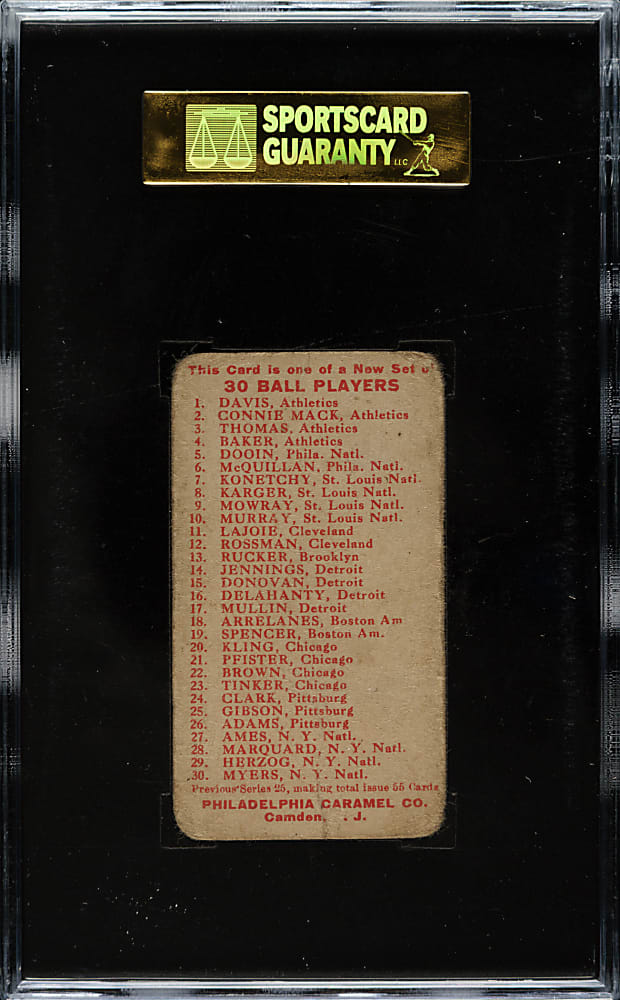 SPORTSCARD
GUARANTY LLC
This Card is one of a New Set
30 BALL PLAYERS
1. DAVIS, Athletics
2. CONNIE MACK, Athletics
3. THOMAS, Athletics
4. BAKER, Athletics
5. DOOIN, Phila. Natl.
6. McQUILLAN, Phila. Natl.
7. KONETCHY, St. Louis Natl.
8. KARGER, St. Louis Natl.
9. MOWRAY, St. Louis Natl.
10. MURRAY, St. Louis Natl.
11. LAJOIE, Cleveland
12. ROSSMAN, Cleveland
13. RUCKER, Brooklyn
14. JENNINGS, Detroit
15. DONOVAN, Detroit
16. DELAHANTY, Detroit
17. MULLIN, Detroit
18. ARRELANES, Boston Am
19. SPENCER, Boston Am.
20. KLING, Chicago
21. PFISTER, Chicago
22. BROWN, Chicago
23. TINKER, Chicago
24. CLARK, Pittsburg
25. GIBSON, Pittsburg
26. ADAMS, Pittsburg
27. AMES, N. Y. Natl.
28. MARQUARD, N. Y. Natl.
29. HERZOG, N. Y. Natl.
30. MYERS, N. Y. Natl.
Previous Series 25, making total issue 55 Cards
PHILADELPHIA CARAMEL CO.
Camden, . J.